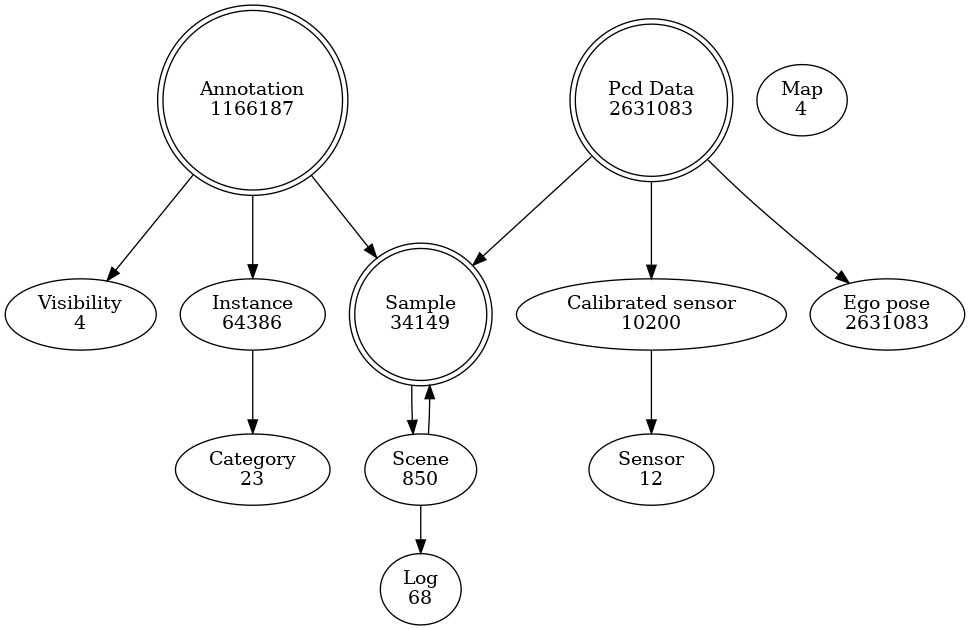 Annotation
1166187
Pcd Data
2631083
Map
4
Visibility
4
Instance
64386
Sample
34149
Calibrated sensor
10200
Ego pose
2631083
Category
23
Scene
850
Sensor
12
Log
68